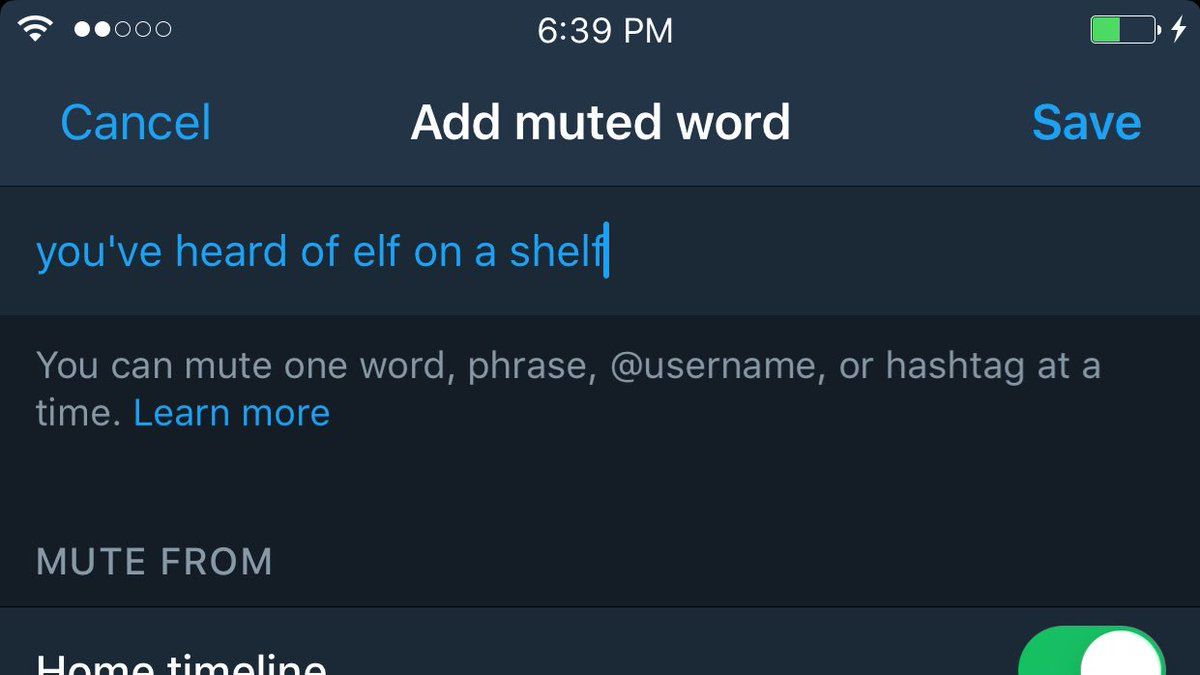 6:39 PM
Cancel Add muted word Save
you've heard of elf on a shelf
You can mute one word, phrase, @username, or hashtag at a
time. Learn more
MUTE FROM
Home timeline